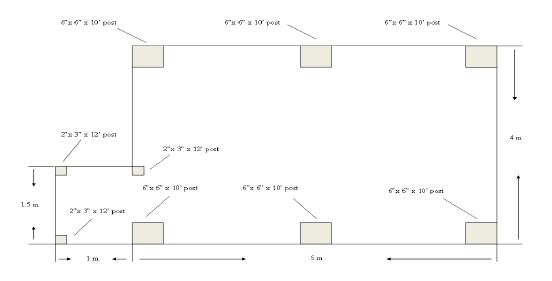 6"x 6" x 10' post
6"x 6" x 10' post
6"x 6" x 10' post
4 m
2"x 3" x 12' post
2"x 3" x 12' post
6"x 6" x 10' post
6"x 6" x 10' post
6"x 6" x 10' post
1.5 m
2"x 3" x 12' post
1 m
5 m